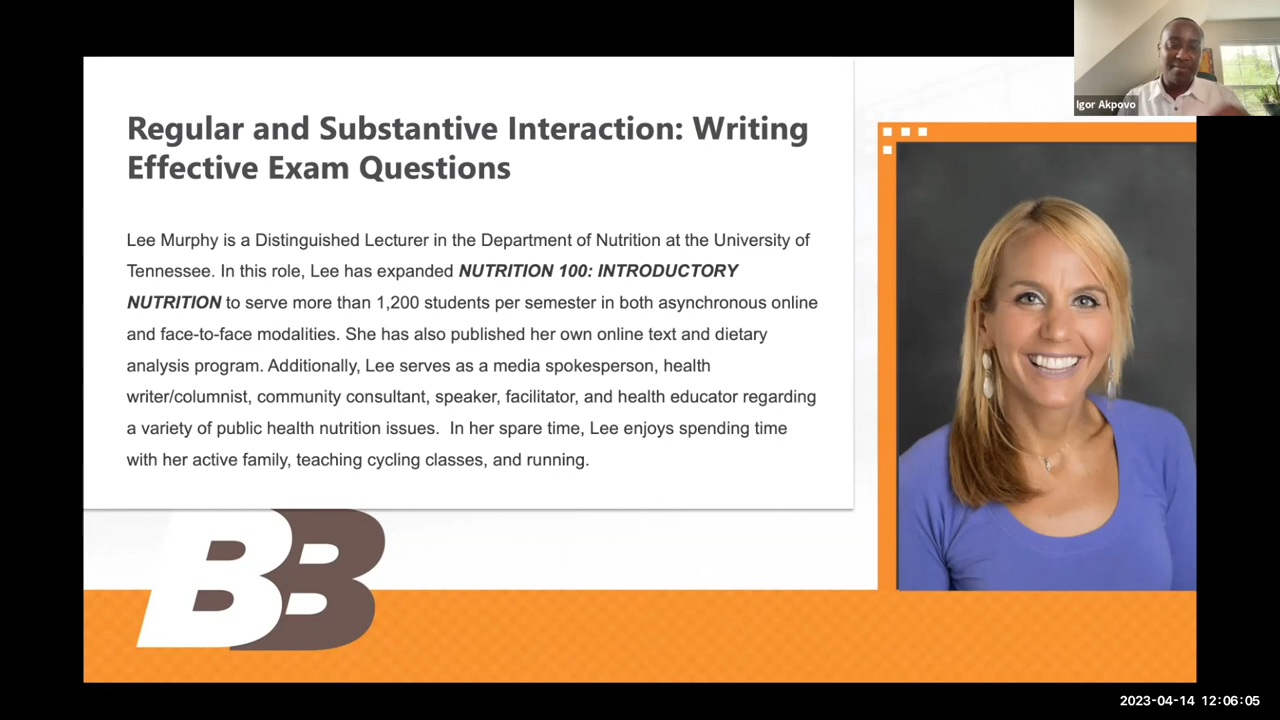 Igor Akpovo
Regular and Substantive Interaction: Writing
Effective Exam Questions
Lee Murphy is a Distinguished Lecturer in the Department of Nutrition at the University of
Tennessee. In this role, Lee has expanded NUTRITION 100: INTRODUCTORY
NUTRITION to serve more than 1,200 students per semester in both asynchronous online
and face-to-face modalities. She has also published her own online text and dietary
analysis program. Additionally, Lee serves as a media spokesperson, health
writer/columnist, community consultant, speaker, facilitator, and health educator regarding
a variety of public health nutrition issues.  In her spare time, Lee enjoys spending time
with her active family, teaching cycling classes, and running.
BB
2023-04-14 12:06:05